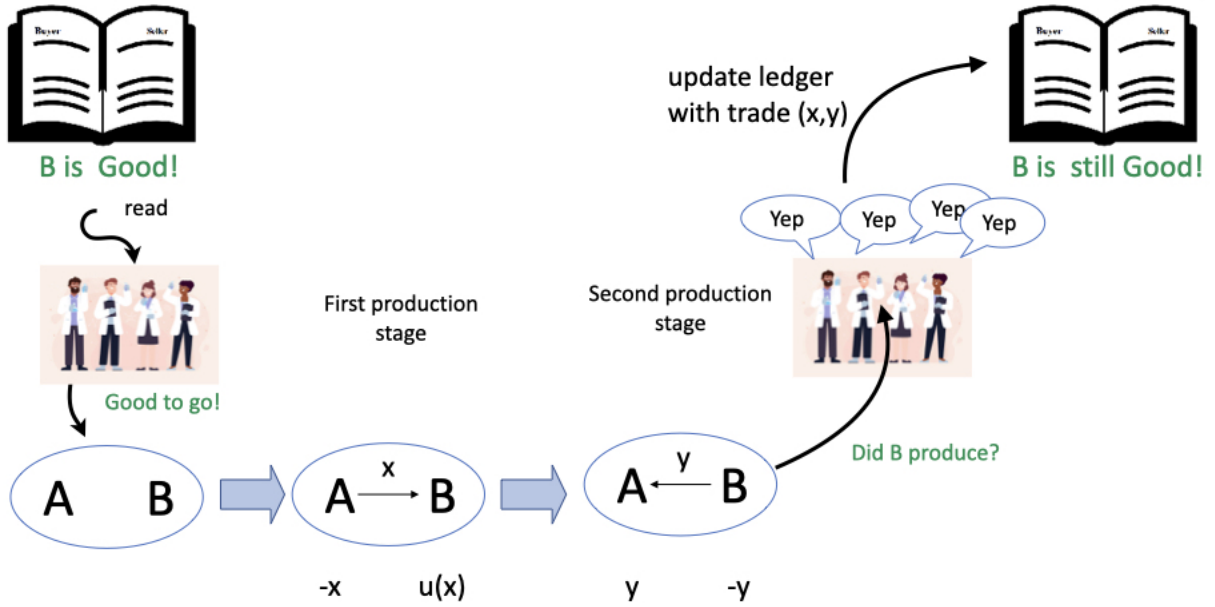 Buyer
Seller
B is Good!
read
Good to go!
A B
First production
stage
x
A B
-x u(x)
Second production
stage
y
A B
y -y
Did B produce?
Yep
Yep
Yep
Yep
update ledger
with trade (x,y)
Buyer
Seller
B is still Good!